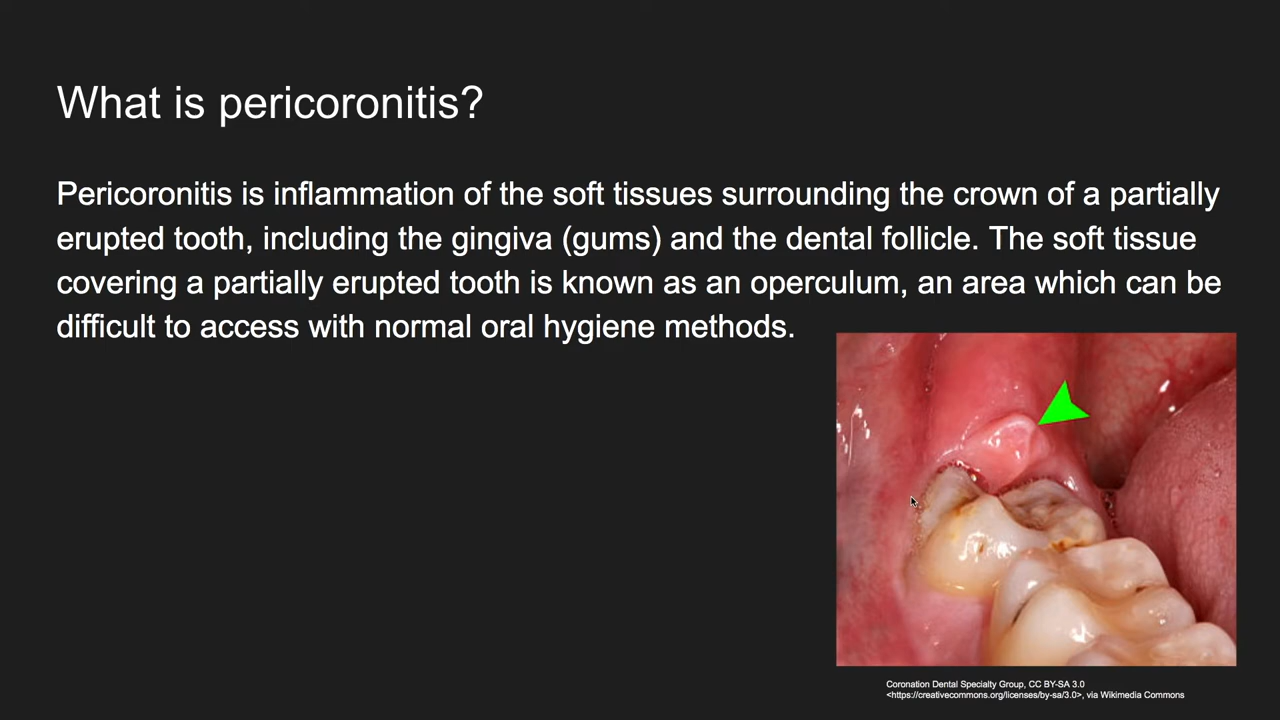 What is pericoronitis?
Pericoronitis is inflammation of the soft tissues surrounding the crown of a partially
erupted tooth, including the gingiva (gums) and the dental follicle. The soft tissue
covering a partially erupted tooth is known as an operculum, an area which can be
difficult to access with normal oral hygiene methods.
Coronation Dental Specialty Group, CC BY-SA 3.0
<https://creativecommons.org/licenses/by-sa/3.0>, via Wikimedia Commons